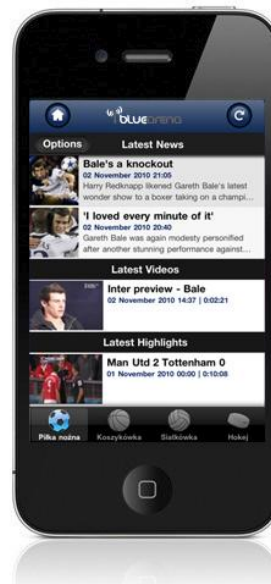 bluearena
Options
Latest News
Bale's a knockout
02 November 2010 21:05
Harry Redknapp likened Gareth Bale's latest
wonder show to a boxer taking on a champi...
'I loved every minute of it'
02 November 2010 20:40
Gareth Bale was again modesty personified
after another stunning performance against...
Latest Videos
Inter preview - Bale
02 November 2010 14:37 | 0:02:21
Latest Highlights
Man Utd 2 Tottenham 0
01 November 2010 00:00 | 0:10:08
Piłka nożna Koszykówka Siatkówka Hokej